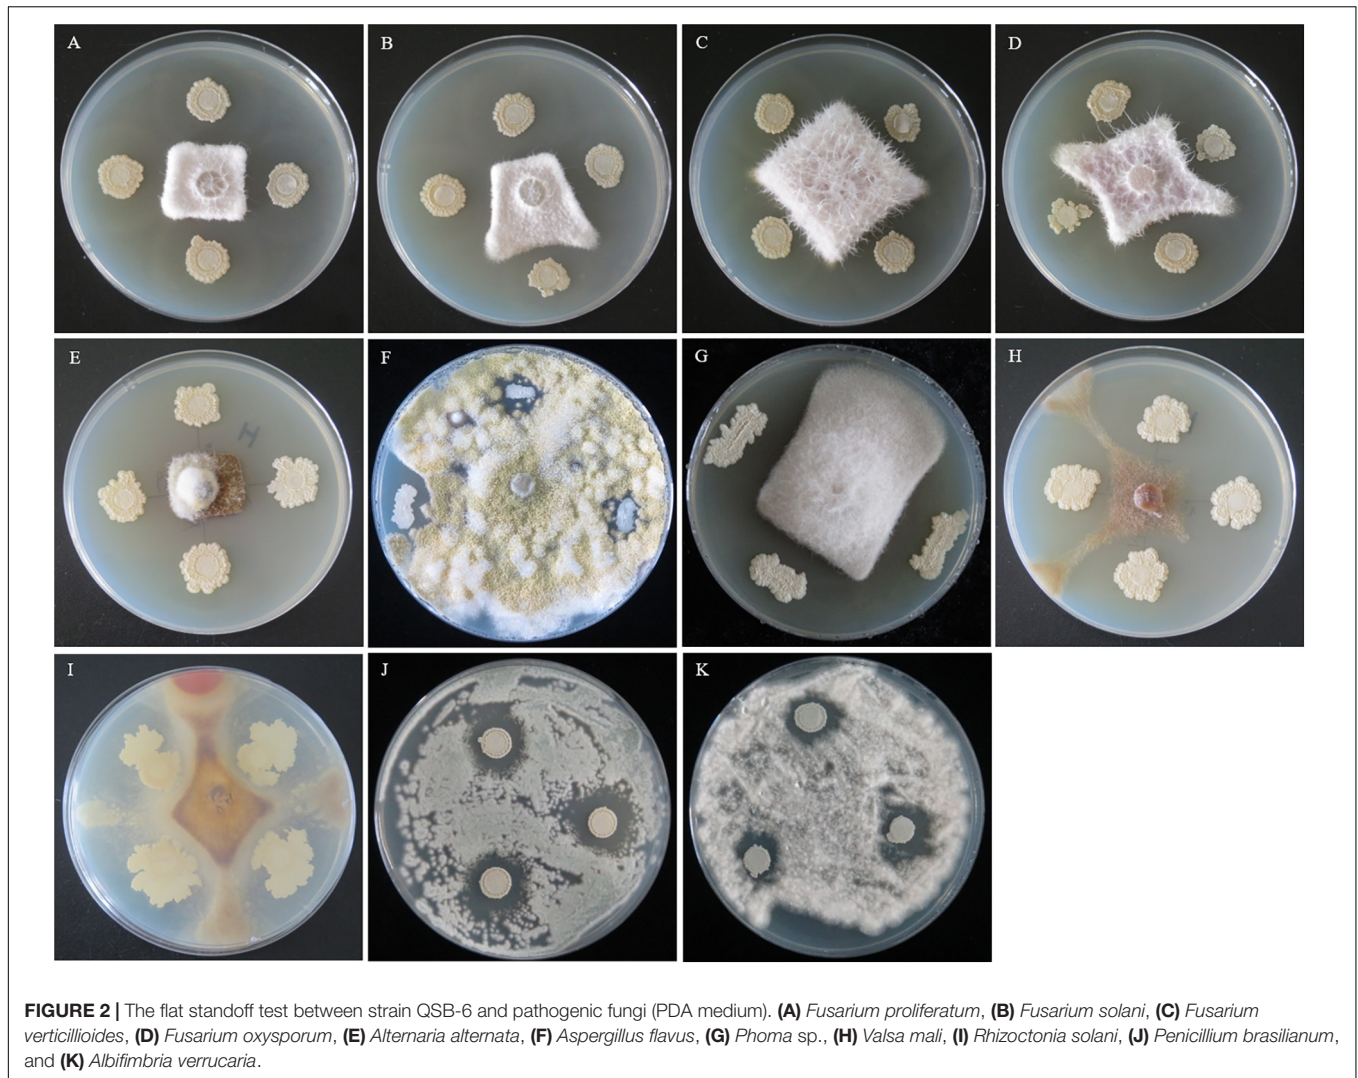 A
B
C
D
E
F
G
H
I
J
K
FIGURE 2 | The flat standoff test between strain QSB-6 and pathogenic fungi (PDA medium). (A) Fusarium proliferatum, (B) Fusarium solani, (C) Fusarium
verticillioides, (D) Fusarium oxysporum, (E) Alternaria alternata, (F) Aspergillus flavus, (G) Phoma sp., (H) Valsa mali, (I) Rhizoctonia solani, (J) Penicillium brasilianum,
and (K) Albifimbria verrucaria.